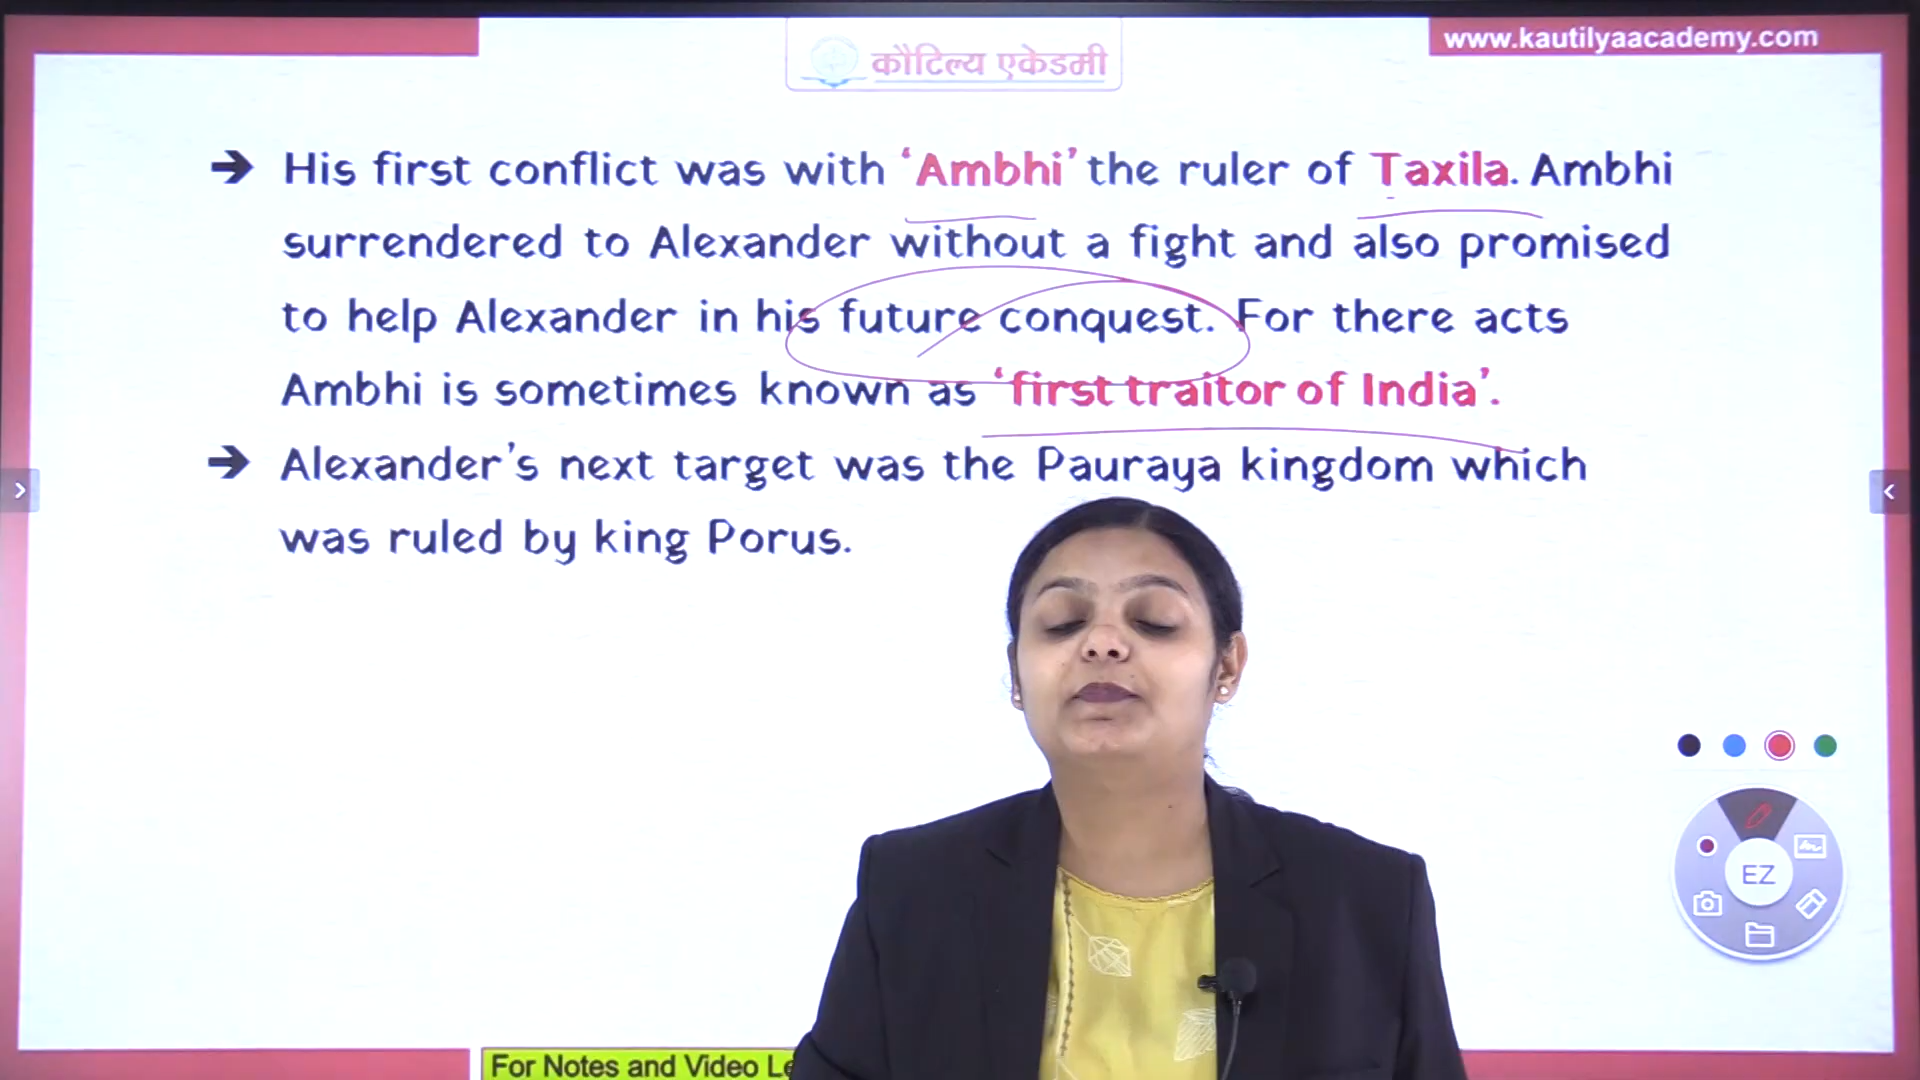 कौटिल्य एकेडमी
www.kautilyaacademy.com
→ His first conflict was with ‘Ambhi’ the ruler of Taxila. Ambhi
surrendered to Alexander without a fight and also promised
to help Alexander in his future conquest. For there acts
Ambhi is sometimes known as ‘first traitor of India’.
→ Alexander’s next target was the Pauraya kingdom which
was ruled by king Porus.
EZ
For Notes and Video Le